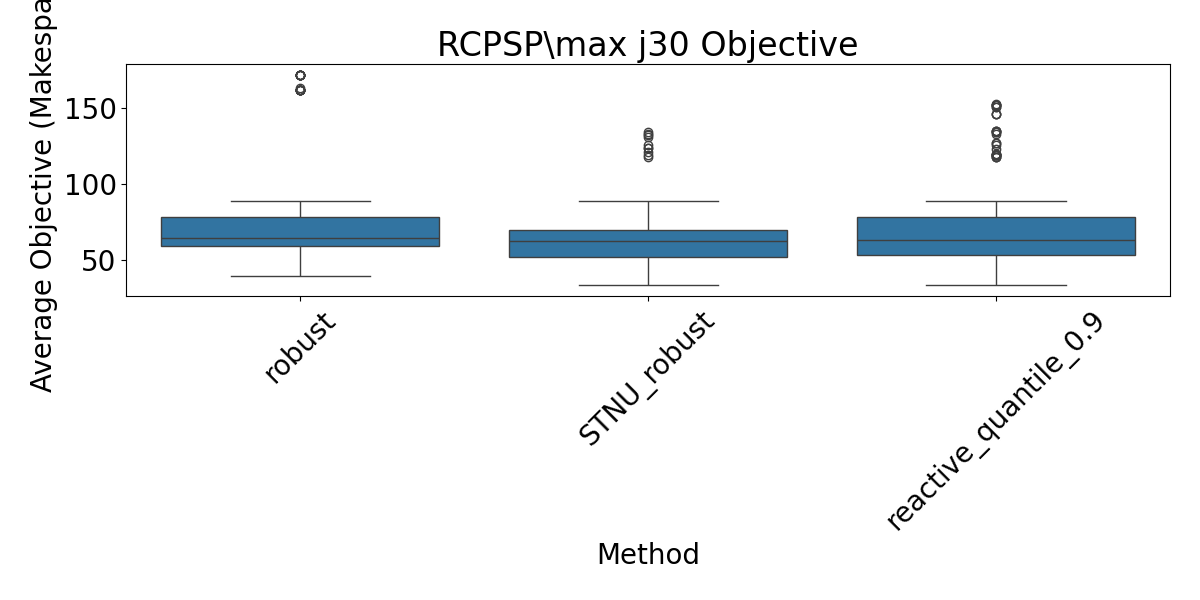 RCPSP\max j30 Objective
Average Objective (Makespa
150
100
50
robust
STNU_robust
reactive_quantile_0.9
Method